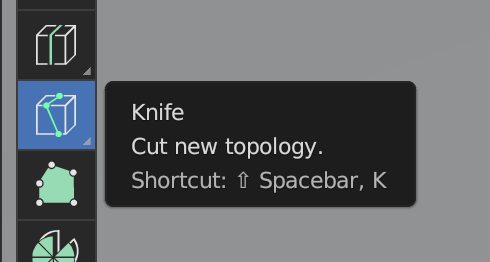 Knife
Cut new topology.
Shortcut: ⇧ Spacebar, K